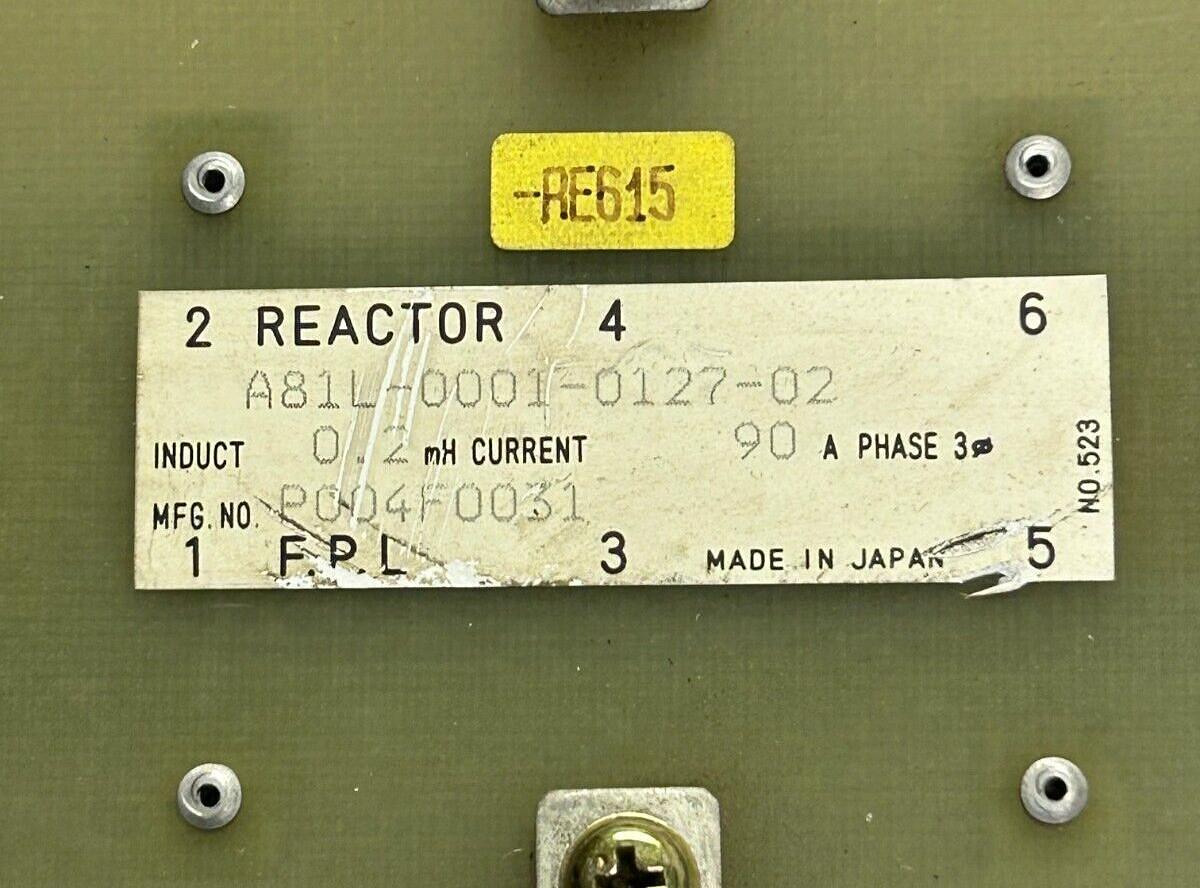 -RE615
2 REACTOR 4 6
A81L-0001-0127-02
INDUCT 0.2 mH CURRENT 90 A PHASE 3ø
MFG. NO. P004F0031
1 F.P.L 3 MADE IN JAPAN 5
NO.523